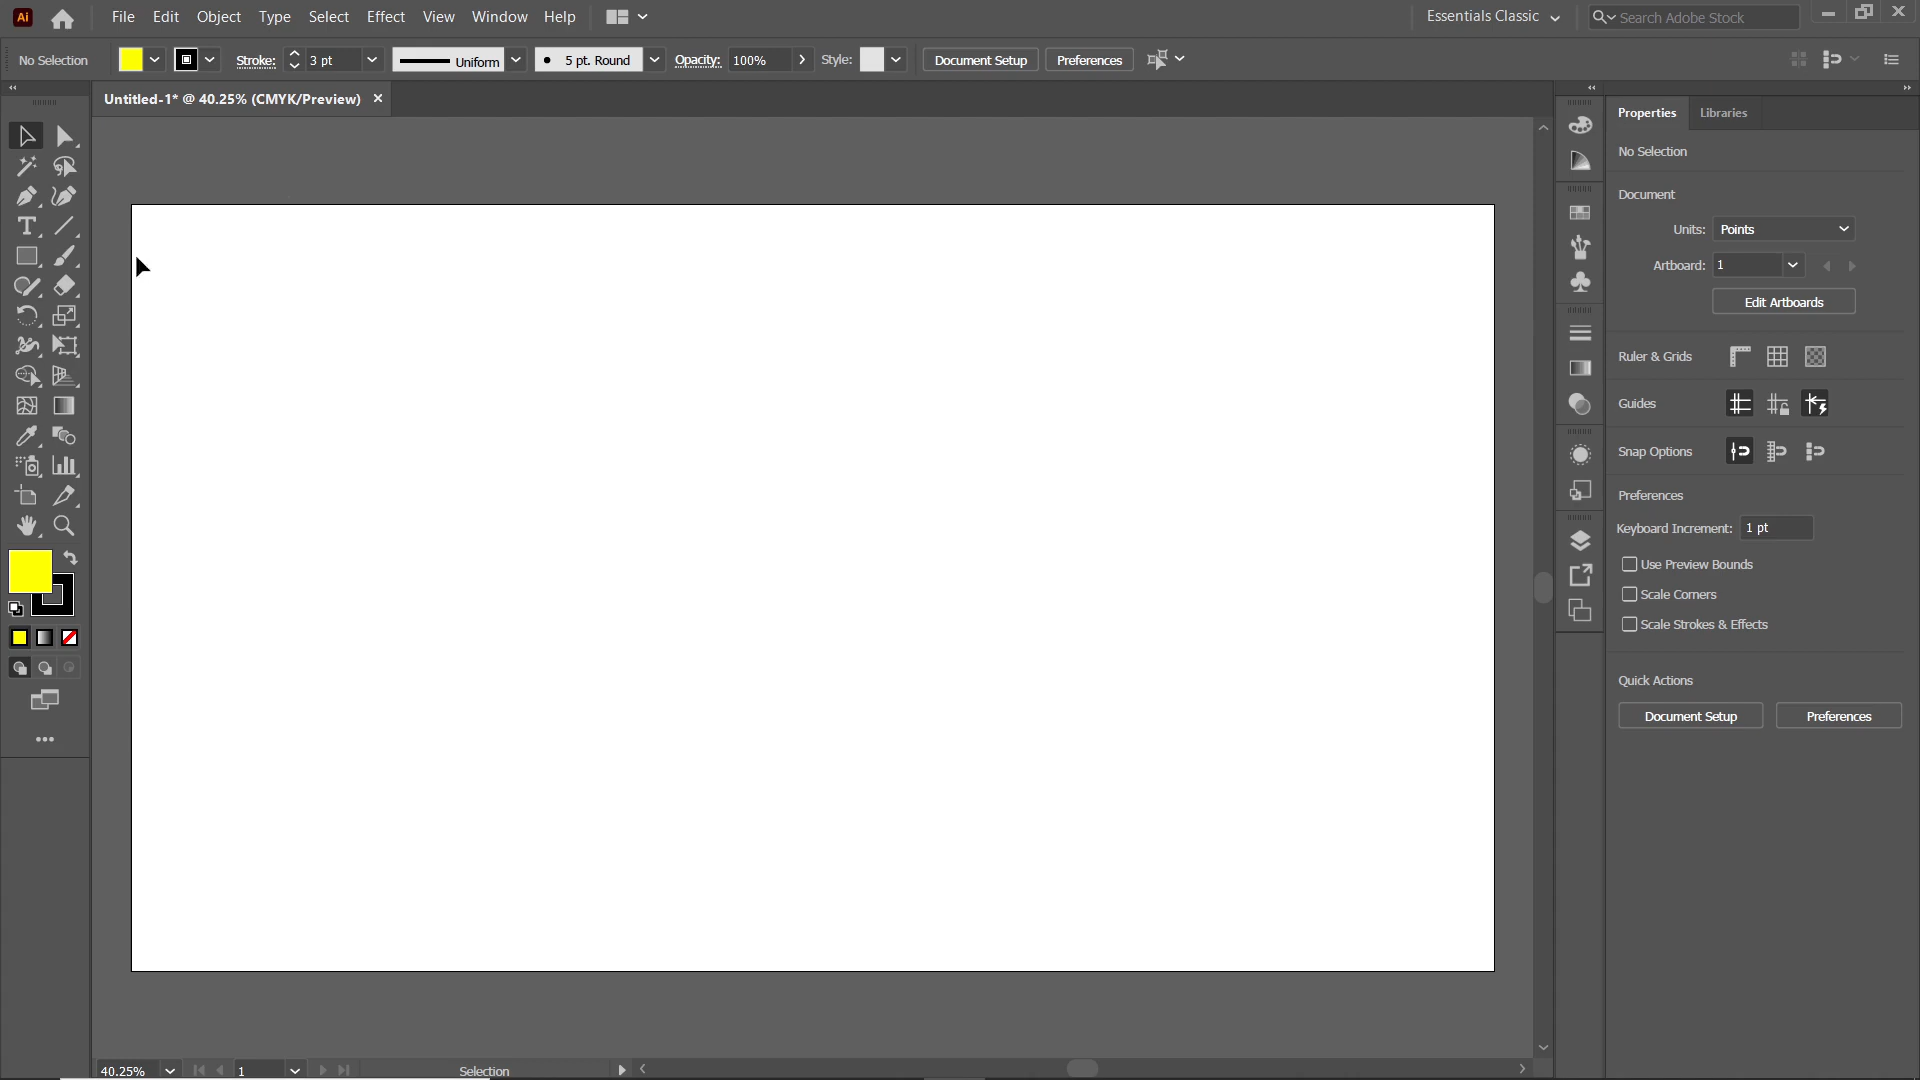 Ai File Edit Object Type Select Effect View Window Help Essentials Classic Search Adobe Stock
No Selection Stroke: 3 pt Uniform 5 pt. Round Opacity: 100% Style: Document Setup Preferences
Untitled-1* @ 40.25% (CMYK/Preview)
Properties Libraries
No Selection
Document
Units: Points
Artboard: 1
Edit Artboards
Ruler & Grids
Guides
Snap Options
Preferences
Keyboard Increment: 1 pt
Use Preview Bounds
Scale Corners
Scale Strokes & Effects
Quick Actions
Document Setup Preferences
40.25% 1 Selection